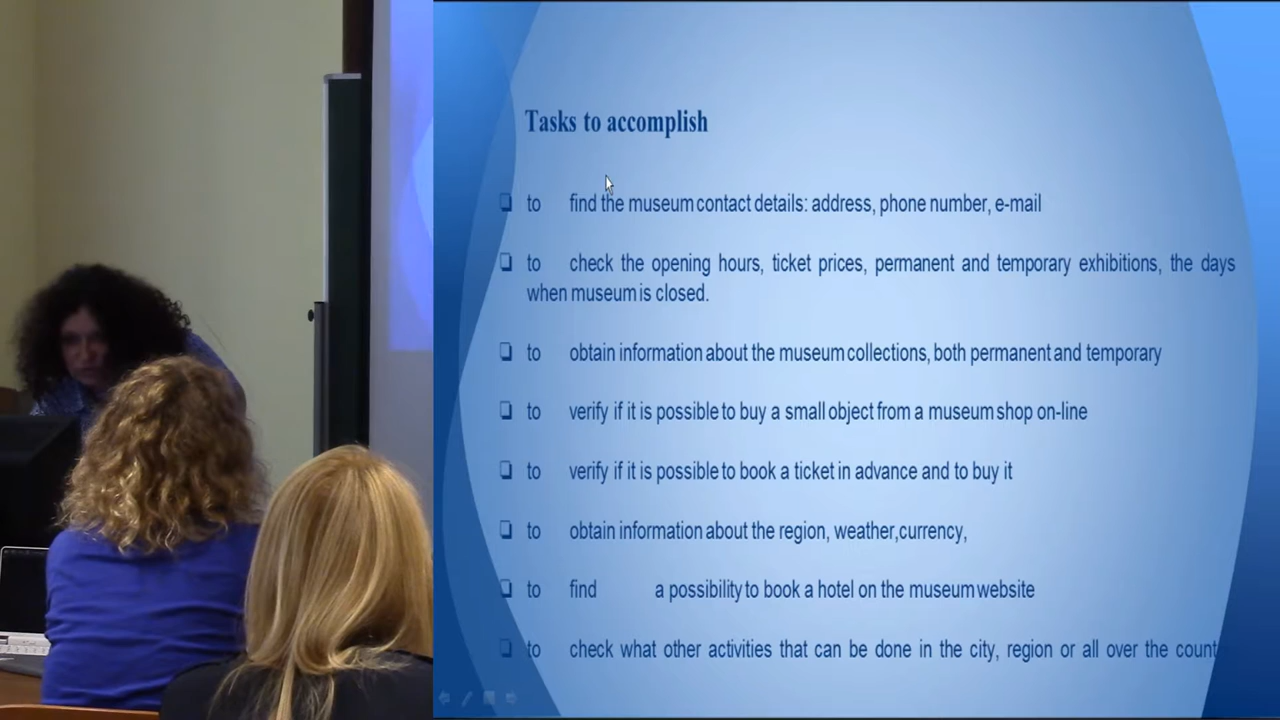 Tasks to accomplish
❑ to find the museum contact details: address, phone number, e-mail
❑ to check the opening hours, ticket prices, permanent and temporary exhibitions, the days
when museum is closed.
❑ to obtain information about the museum collections, both permanent and temporary
❑ to verify if it is possible to buy a small object from a museum shop on-line
❑ to verify if it is possible to book a ticket in advance and to buy it
❑ to obtain information about the region, weather,currency,
❑ to find a possibility to book a hotel on the museum website
❑ to check what other activities that can be done in the city, region or all over the